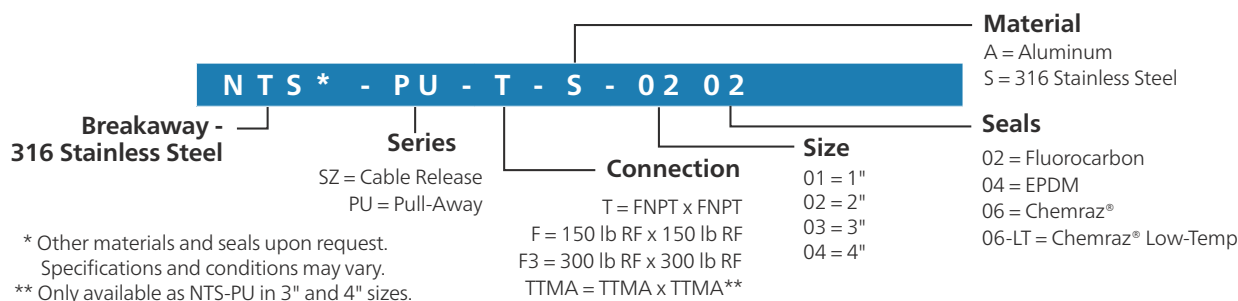 Material
A = Aluminum
S = 316 Stainless Steel
NTS* - PU - T - S - 02 02
Breakaway -
316 Stainless Steel
Series
SZ = Cable Release
PU = Pull-Away
Connection
T = FNPT x FNPT
F = 150 lb RF x 150 lb RF
F3 = 300 lb RF x 300 lb RF
TTMA = TTMA x TTMA**
Size
01 = 1"
02 = 2"
03 = 3"
04 = 4"
Seals
02 = Fluorocarbon
04 = EPDM
06 = Chemraz®
06-LT = Chemraz® Low-Temp
* Other materials and seals upon request.
Specifications and conditions may vary.
** Only available as NTS-PU in 3" and 4" sizes.